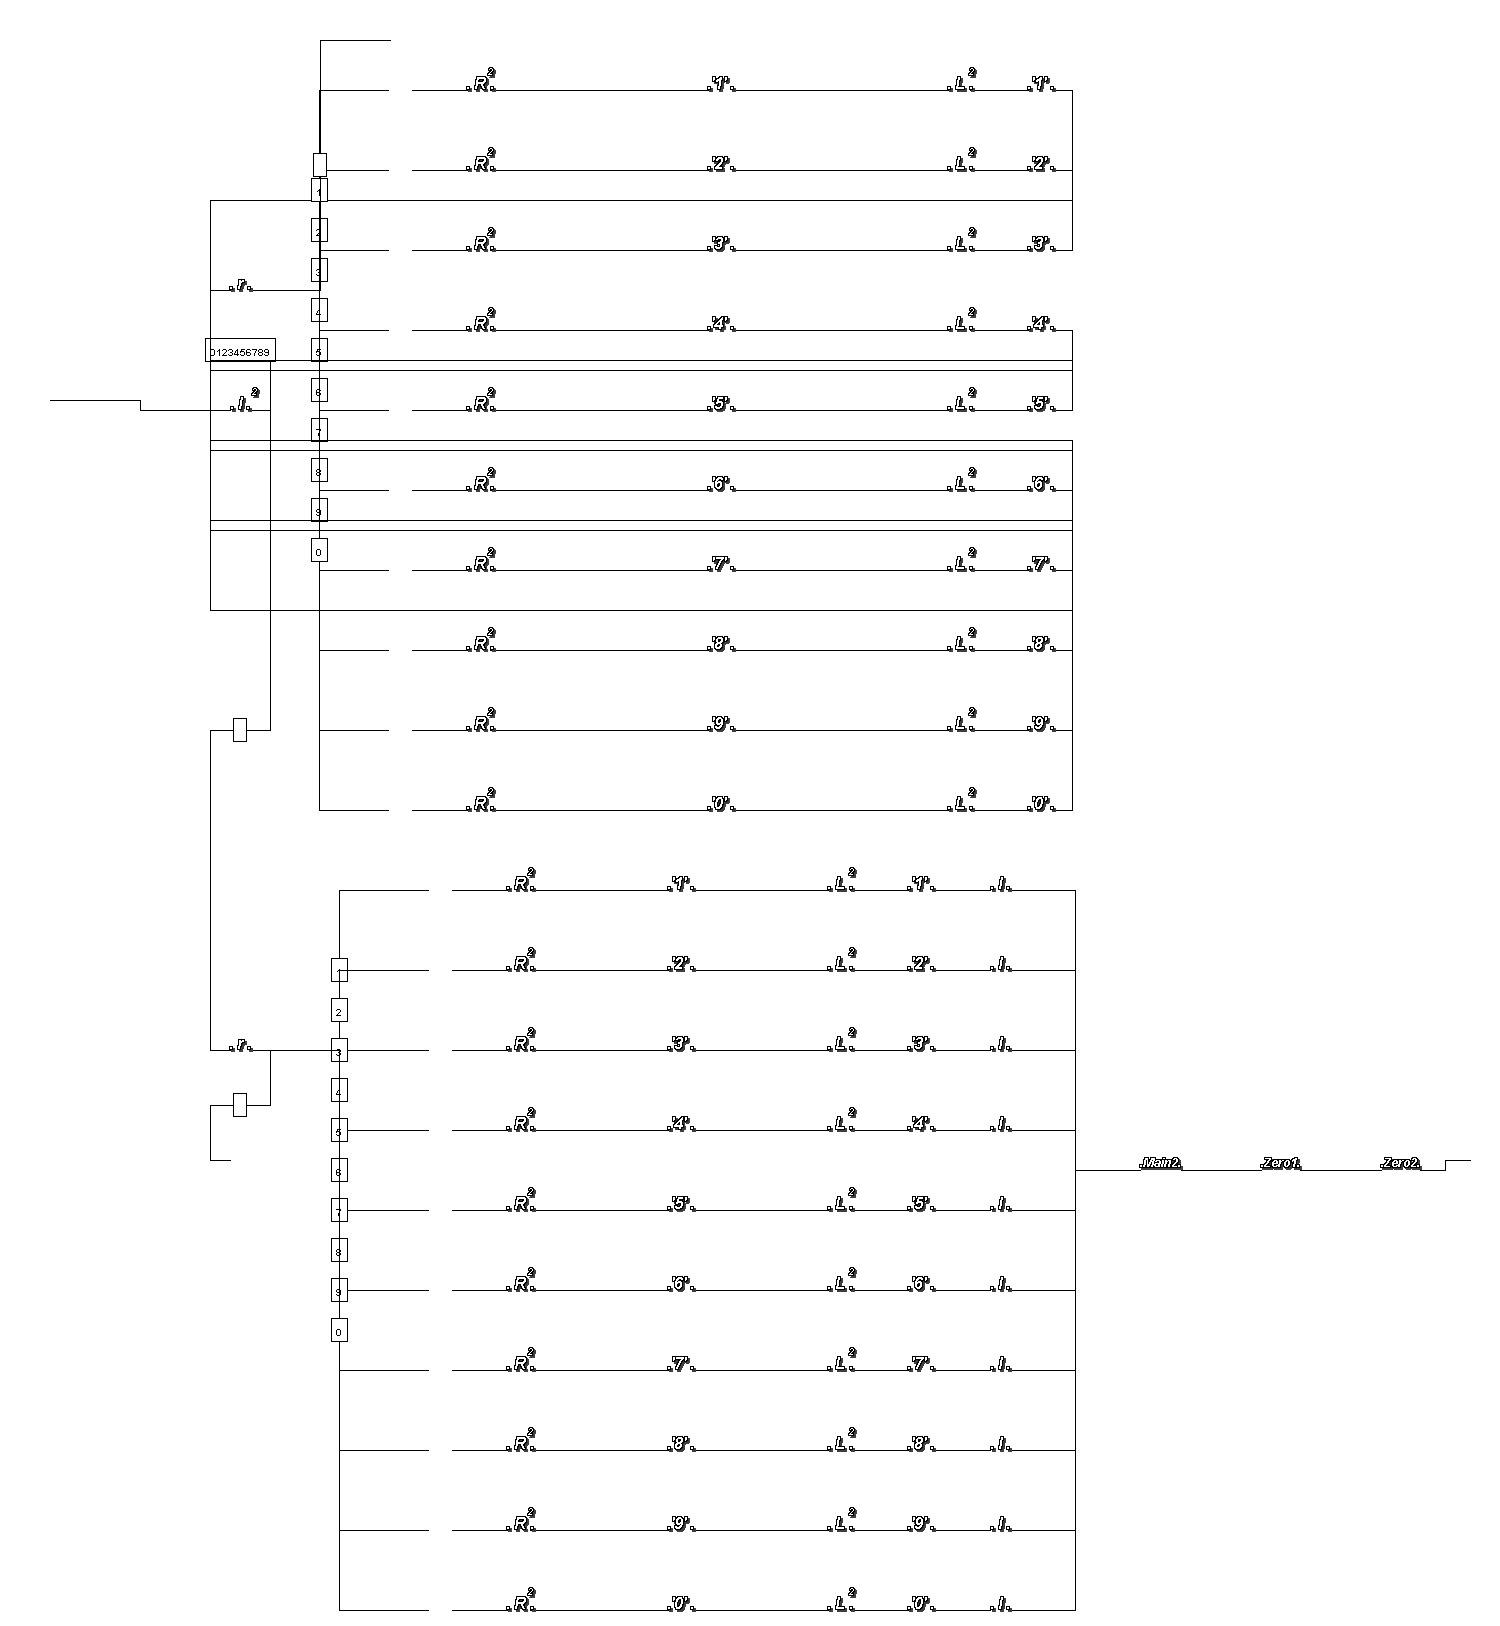 .R.² .'1'. .L.² .'1'.
.R.² .'2'. .L.² .'2'.
1
2
.R.² .'3'. .L.² .'3'.
3
.r.
4
.R.² .'4'. .L.² .'4'.
0123456789
5
6
.l.²
.R.² .'5'. .L.² .'5'.
7
8
.R.² .'6'. .L.² .'6'.
9
0
.R.² .'7'. .L.² .'7'.
.R.² .'8'. .L.² .'8'.
.R.² .'9'. .L.² .'9'.
.R.² .'0'. .L.² .'0'.
.R.² .'1'. .L.² .'1'. .l.
1
.R.² .'2'. .L.² .'2'. .l.
2
.r.
3
.R.² .'3'. .L.² .'3'. .l.
4
5
.R.² .'4'. .L.² .'4'. .l.
6
.Main2. .Zero1. .Zero2.
7
.R.² .'5'. .L.² .'5'. .l.
8
9
.R.² .'6'. .L.² .'6'. .l.
0
.R.² .'7'. .L.² .'7'. .l.
.R.² .'8'. .L.² .'8'. .l.
.R.² .'9'. .L.² .'9'. .l.
.R.² .'0'. .L.² .'0'. .l.